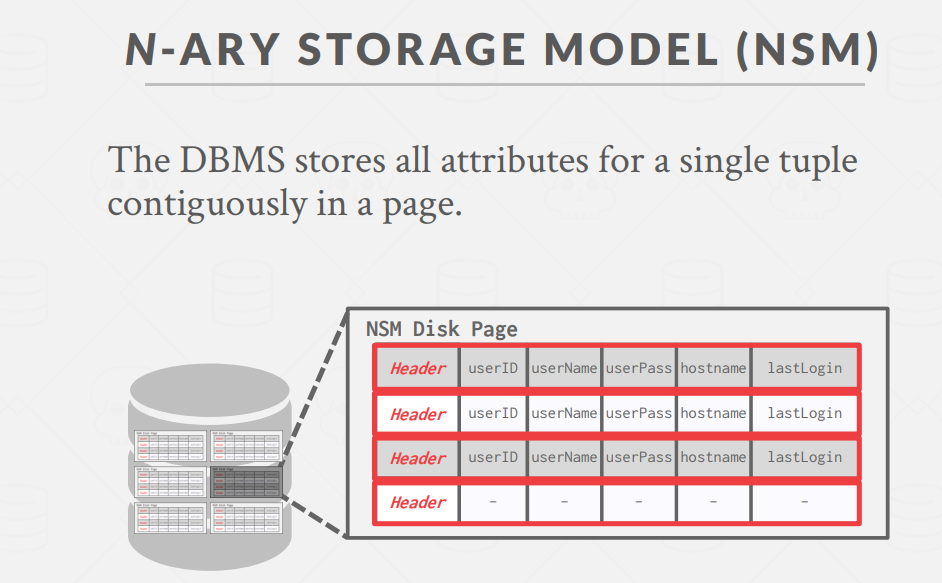 N-ARY STORAGE MODEL (NSM)
The DBMS stores all attributes for a single tuple
contiguously in a page.
NSM Disk Page
Header userID userName userPass hostname lastLogin
Header userID userName userPass hostname lastLogin
Header userID userName userPass hostname lastLogin
Header - - - - -